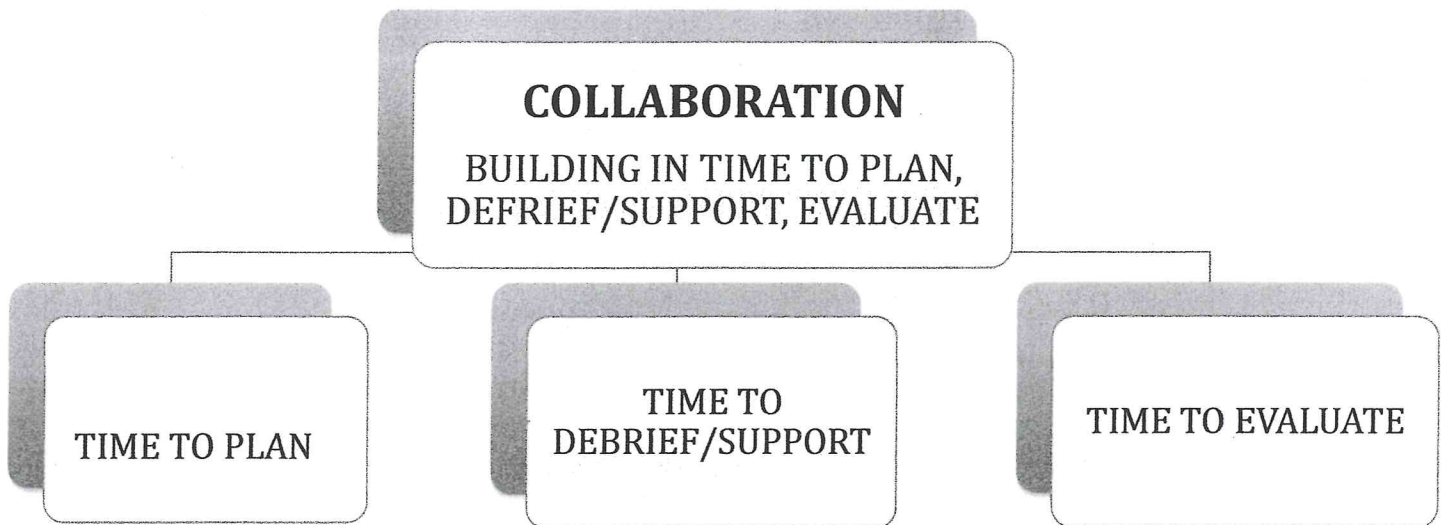 COLLABORATION
BUILDING IN TIME TO PLAN,
DEFRIEF/SUPPORT, EVALUATE
TIME TO PLAN
TIME TO
DEBRIEF/SUPPORT
TIME TO EVALUATE